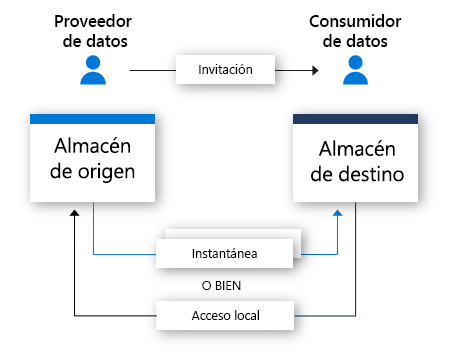 Proveedor
de datos
Consumidor
de datos
Invitación
Almacén
de origen
Almacén
de destino
Instantánea
O BIEN
Acceso local